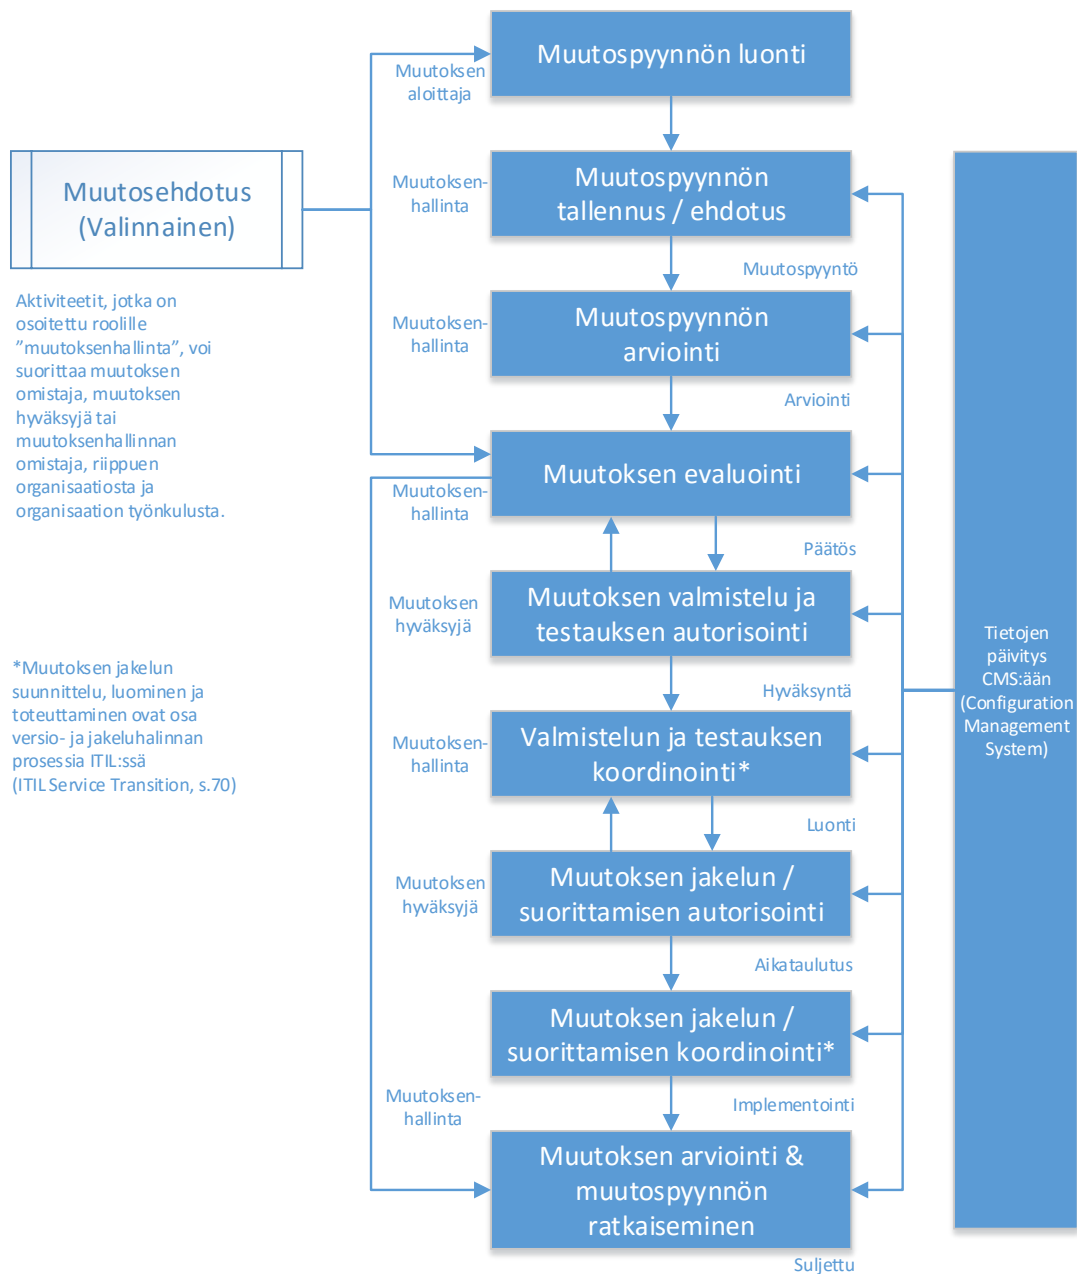 Muutospyynnön luonti
Muutoksen
aloittaja
Muutosehdotus
(Valinnainen)
Muutoksen-
hallinta
Muutospyynnön
tallennus / ehdotus
Muutospyyntö
Aktiviteetit, jotka on
osoitettu roolille
”muutoksenhallinta”, voi
suorittaa muutoksen
omistaja, muutoksen
hyväksyjä tai
muutoksenhallinnan
omistaja, riippuen
organisaatiosta ja
organisaation työnkulusta.
Muutoksen-
hallinta
Muutospyynnön
arviointi
Arviointi
Muutoksen evaluointi
Muutoksen-
hallinta
Päätös
Muutoksen
hyväksyjä
Muutoksen valmistelu ja
testauksen autorisointi
Hyväksyntä
*Muutoksen jakelun
suunnittelu, luominen ja
toteuttaminen ovat osa
versio- ja jakeluhalinnan
prosessia ITIL:ssä
(ITIL Service Transition, s.70)
Muutoksen-
hallinta
Valmistelun ja testauksen
koordinointi*
Luonti
Muutoksen
hyväksyjä
Muutoksen jakelun /
suorittamisen autorisointi
Aikataulutus
Muutoksen jakelun /
suorittamisen koordinointi*
Muutoksen-
hallinta
Implementointi
Muutoksen arviointi &
muutospyynnön
ratkaiseminen
Suljettu
Tietojen
päivitys
CMS:ään
(Configuration
Management
System)